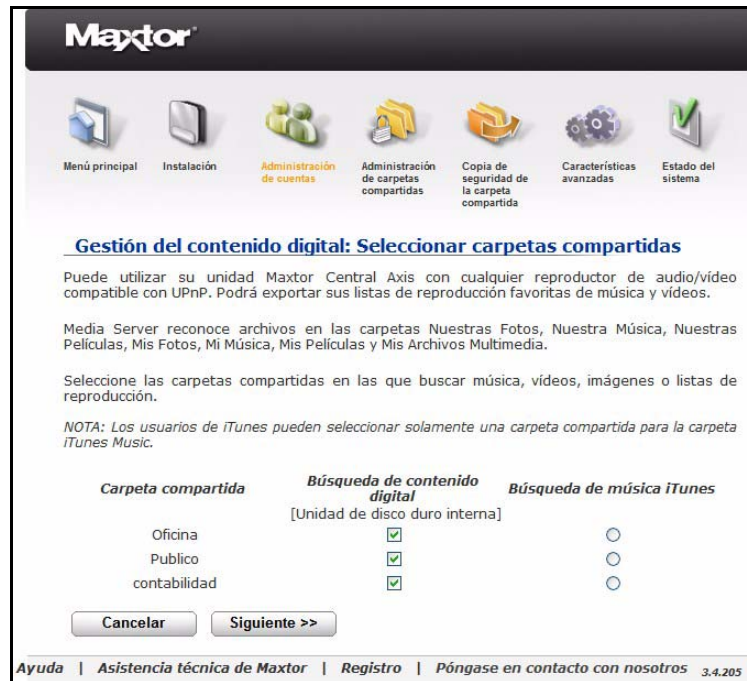 Maxtor
Menú principal
Instalación
Administración
de cuentas
Administración
de carpetas
compartidas
Copia de
seguridad de
la carpeta
compartida
Características
avanzadas
Estado del
sistema
Gestión del contenido digital: Seleccionar carpetas compartidas
Puede utilizar su unidad Maxtor Central Axis con cualquier reproductor de audio/vídeo
compatible con UPnP. Podrá exportar sus listas de reproducción favoritas de música y vídeos.
Media Server reconoce archivos en las carpetas Nuestras Fotos, Nuestra Música, Nuestras
Películas, Mis Fotos, Mi Música, Mis Películas y Mis Archivos Multimedia.
Seleccione las carpetas compartidas en las que buscar música, vídeos, imágenes o listas de
reproducción.
NOTA: Los usuarios de iTunes pueden seleccionar solamente una carpeta compartida para la carpeta
iTunes Music.
Carpeta compartida
Búsqueda de contenido
digital
Búsqueda de música iTunes
[Unidad de disco duro interna]
Oficina
Publico
contabilidad
Cancelar
Siguiente >>
Ayuda | Asistencia técnica de Maxtor | Registro | Póngase en contacto con nosotros 3.4.205